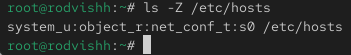 root@rodvishh:~# ls -Z /etc/hosts
system_u:object_r:net_conf_t:s0 /etc/hosts
root@rodvishh:~#